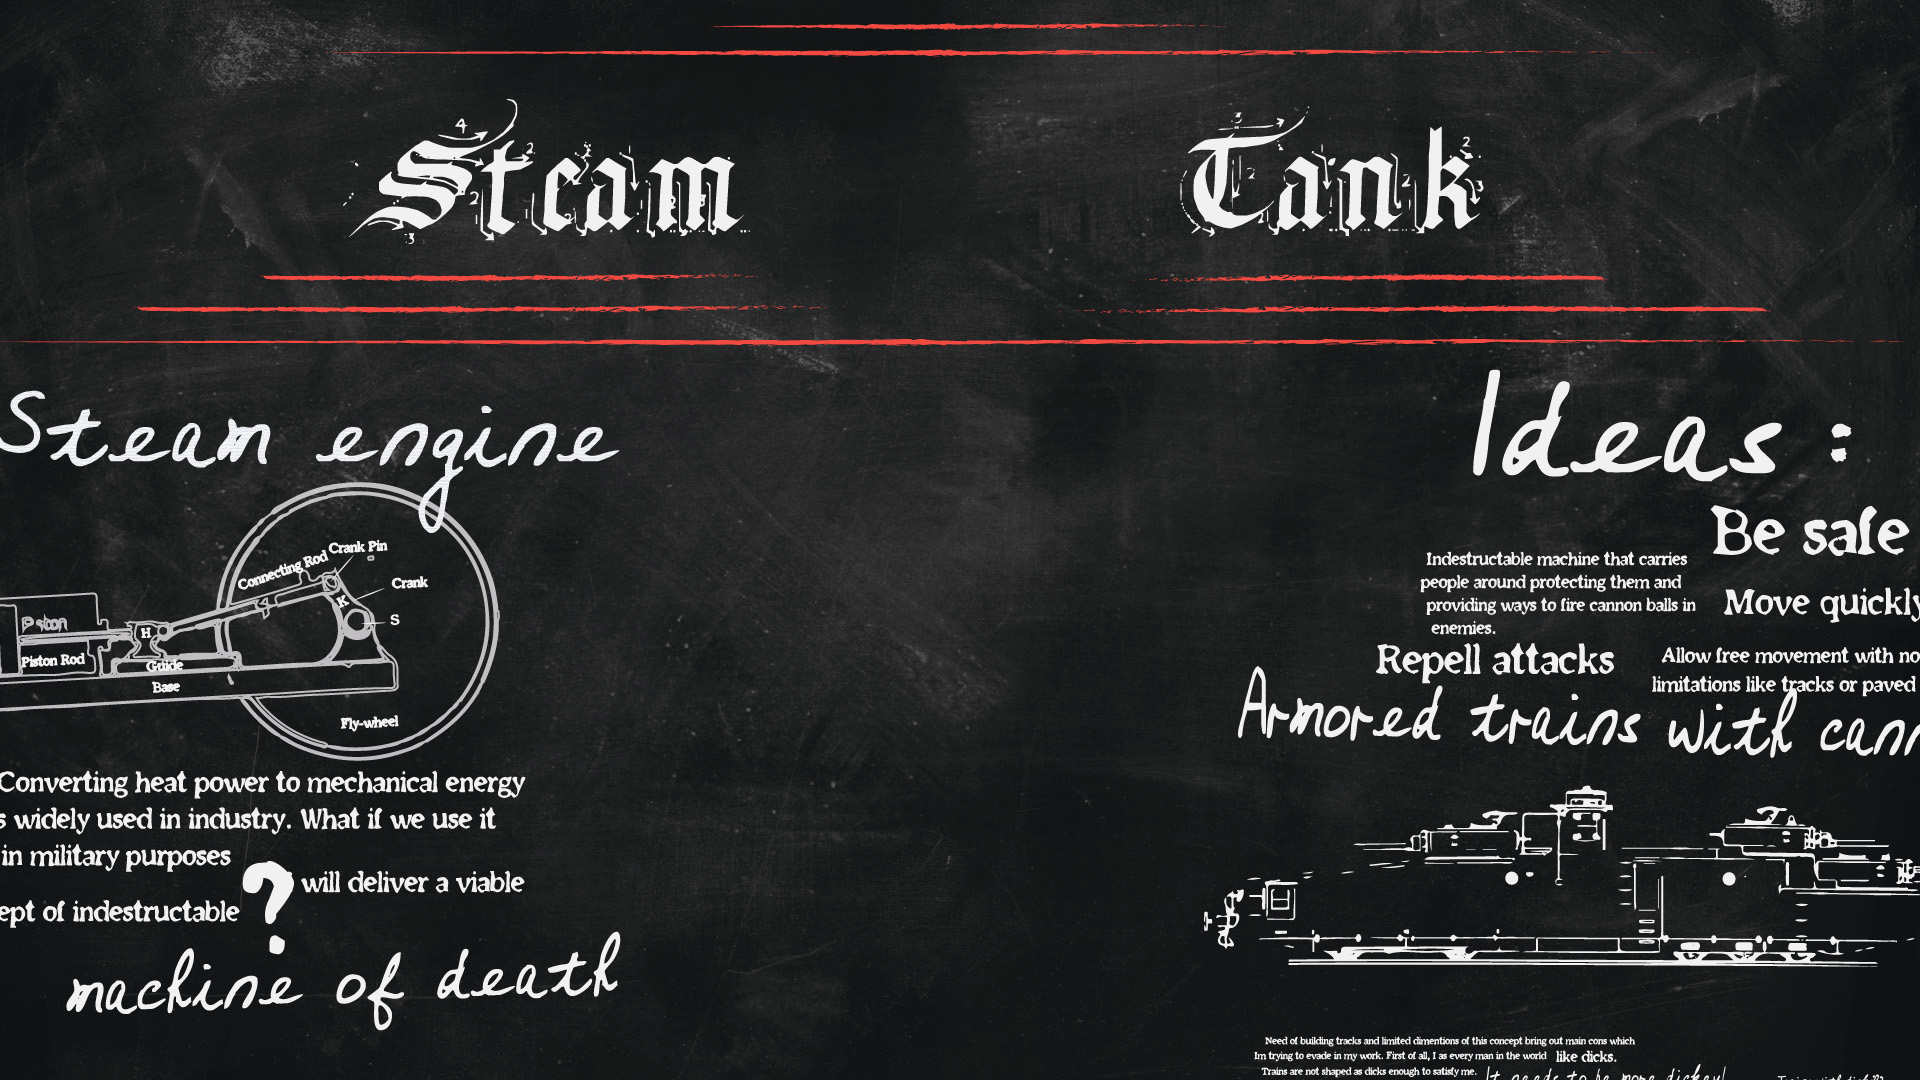 Steam Tank
Steam engine
Connecting Rod
Crank Pin
Crank
K
S
H
Piston
Piston Rod
Guide
Base
Fly-wheel
Converting heat power to mechanical energy
s widely used in industry. What if we use it
in military purposes
? will deliver a viable
ept of indestructable
machine of death
Ideas :
Be safe
Indestructable machine that carries
people around protecting them and
providing ways to fire cannon balls in
enemies.
Move quickly
Repell attacks
Allow free movement with no
limitations like tracks or paved
Armored trains with cann
Need of building tracks and limited dimentions of this concept bring out main cons which
Im trying to evade in my work. First of all, I as every man in the world like dicks.
Trains are not shaped as dicks enough to satisfy me. It needs to be more dickey!